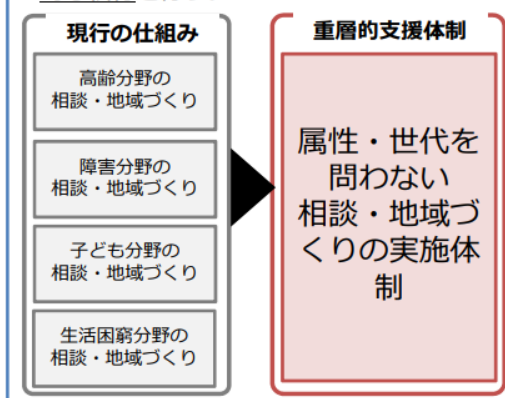 現行の仕組み
高齢分野の
相談・地域づくり
障害分野の
相談・地域づくり
子ども分野の
相談・地域づくり
生活困窮分野の
相談・地域づくり
重層的支援体制
属性・世代を
問わない
相談・地域づ
くりの実施体
制